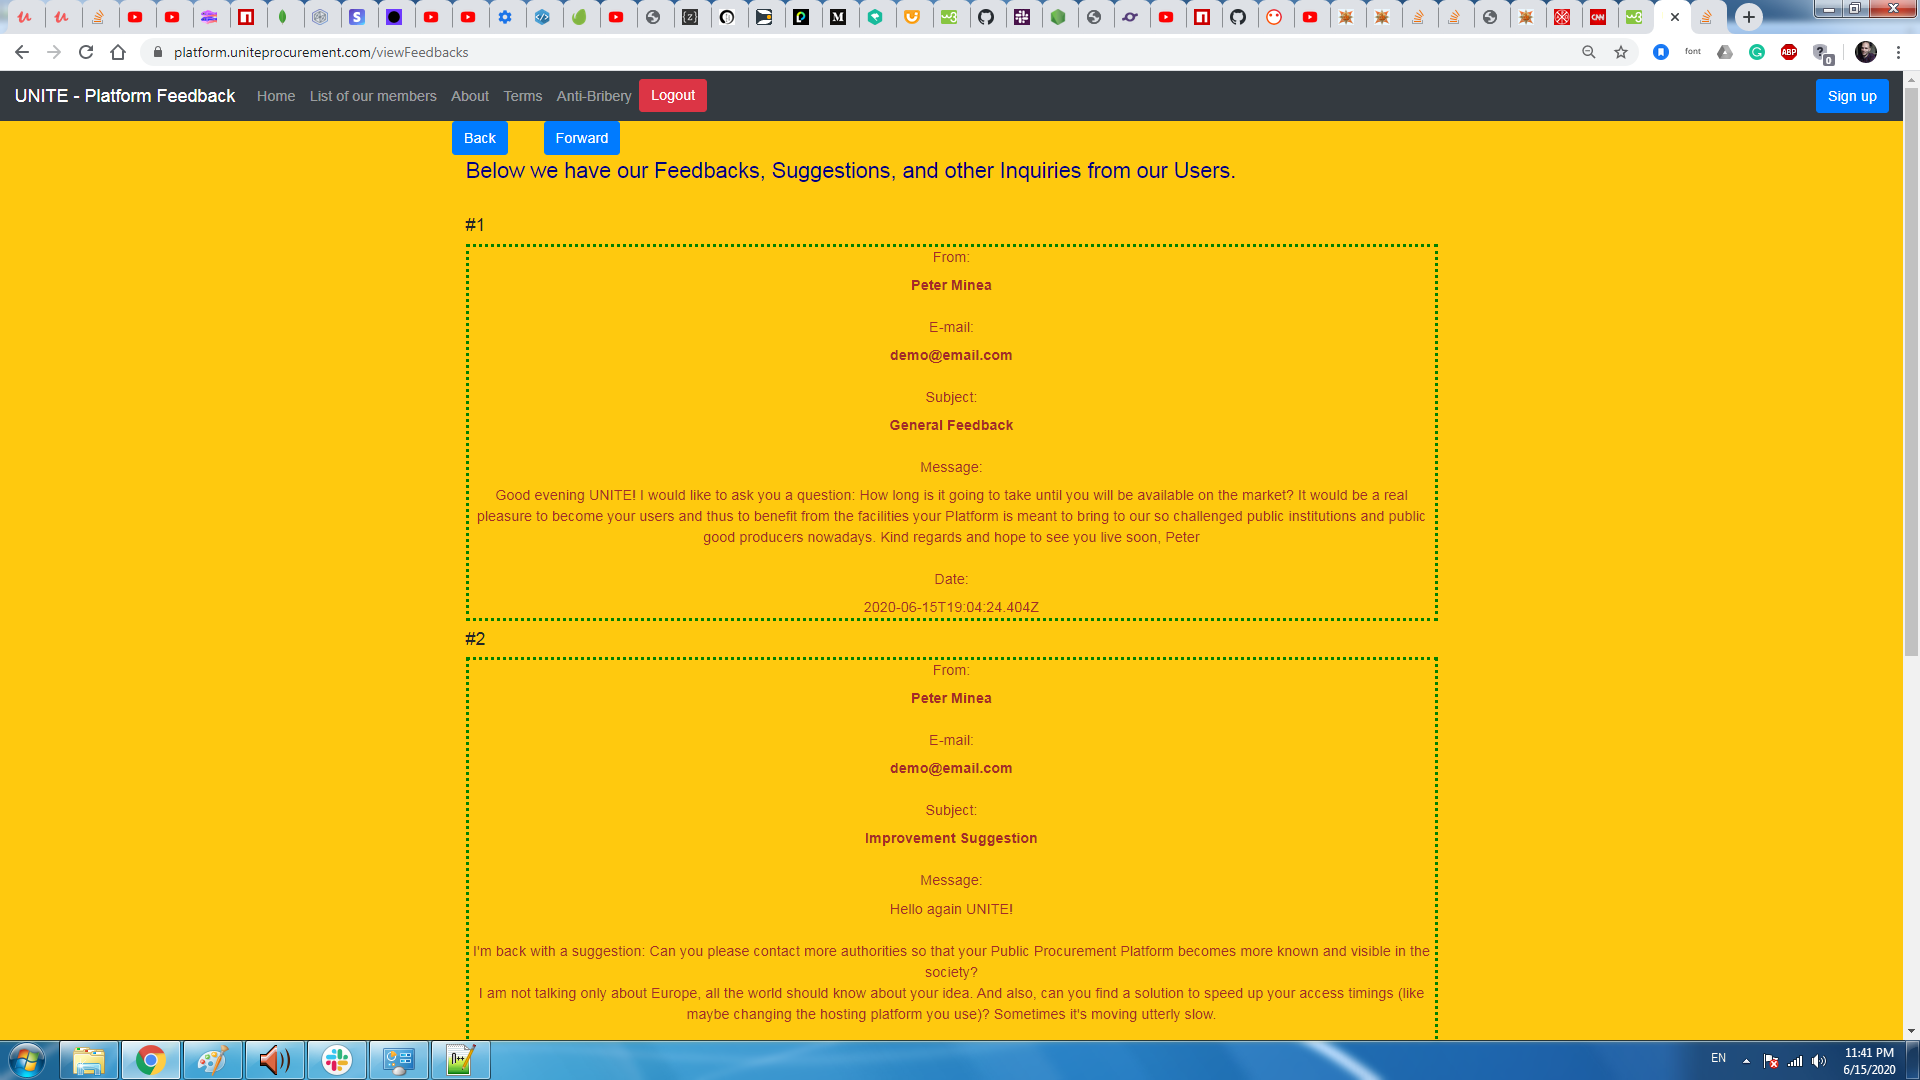 platform.uniteprocurement.com/viewFeedbacks
font
ABP
0
UNITE - Platform Feedback
Home
List of our members
About
Terms
Anti-Bribery
Logout
Sign up
Back
Forward
Below we have our Feedbacks, Suggestions, and other Inquiries from our Users.
#1
From:
Peter Minea
E-mail:
demo@email.com
Subject:
General Feedback
Message:
Good evening UNITE! I would like to ask you a question: How long is it going to take until you will be available on the market? It would be a real
pleasure to become your users and thus to benefit from the facilities your Platform is meant to bring to our so challenged public institutions and public
good producers nowadays. Kind regards and hope to see you live soon, Peter
Date:
2020-06-15T19:04:24.404Z
#2
From:
Peter Minea
E-mail:
demo@email.com
Subject:
Improvement Suggestion
Message:
Hello again UNITE!
I'm back with a suggestion: Can you please contact more authorities so that your Public Procurement Platform becomes more known and visible in the
society?
I am not talking only about Europe, all the world should know about your idea. And also, can you find a solution to speed up your access timings (like
maybe changing the hosting platform you use)? Sometimes it's moving utterly slow.
EN
11:41 PM
6/15/2020